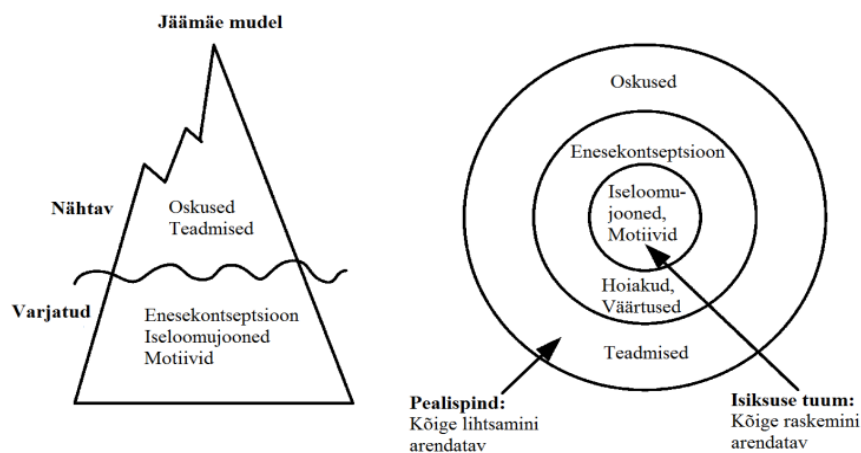 Jäämäe mudel
Nähtav
Oskused
Teadmised
Varjatud
Enesekontseptsioon
Iseloomujooned
Motiivid
Oskused
Enesekontseptsioon
Iseloomu-
jooned,
Motiivid
Hoiakud,
Väärtused
Teadmised
Pealispind:
Kõige lihtsamini
arendatav
Isiksuse tuum:
Kõige raskemini
arendatav